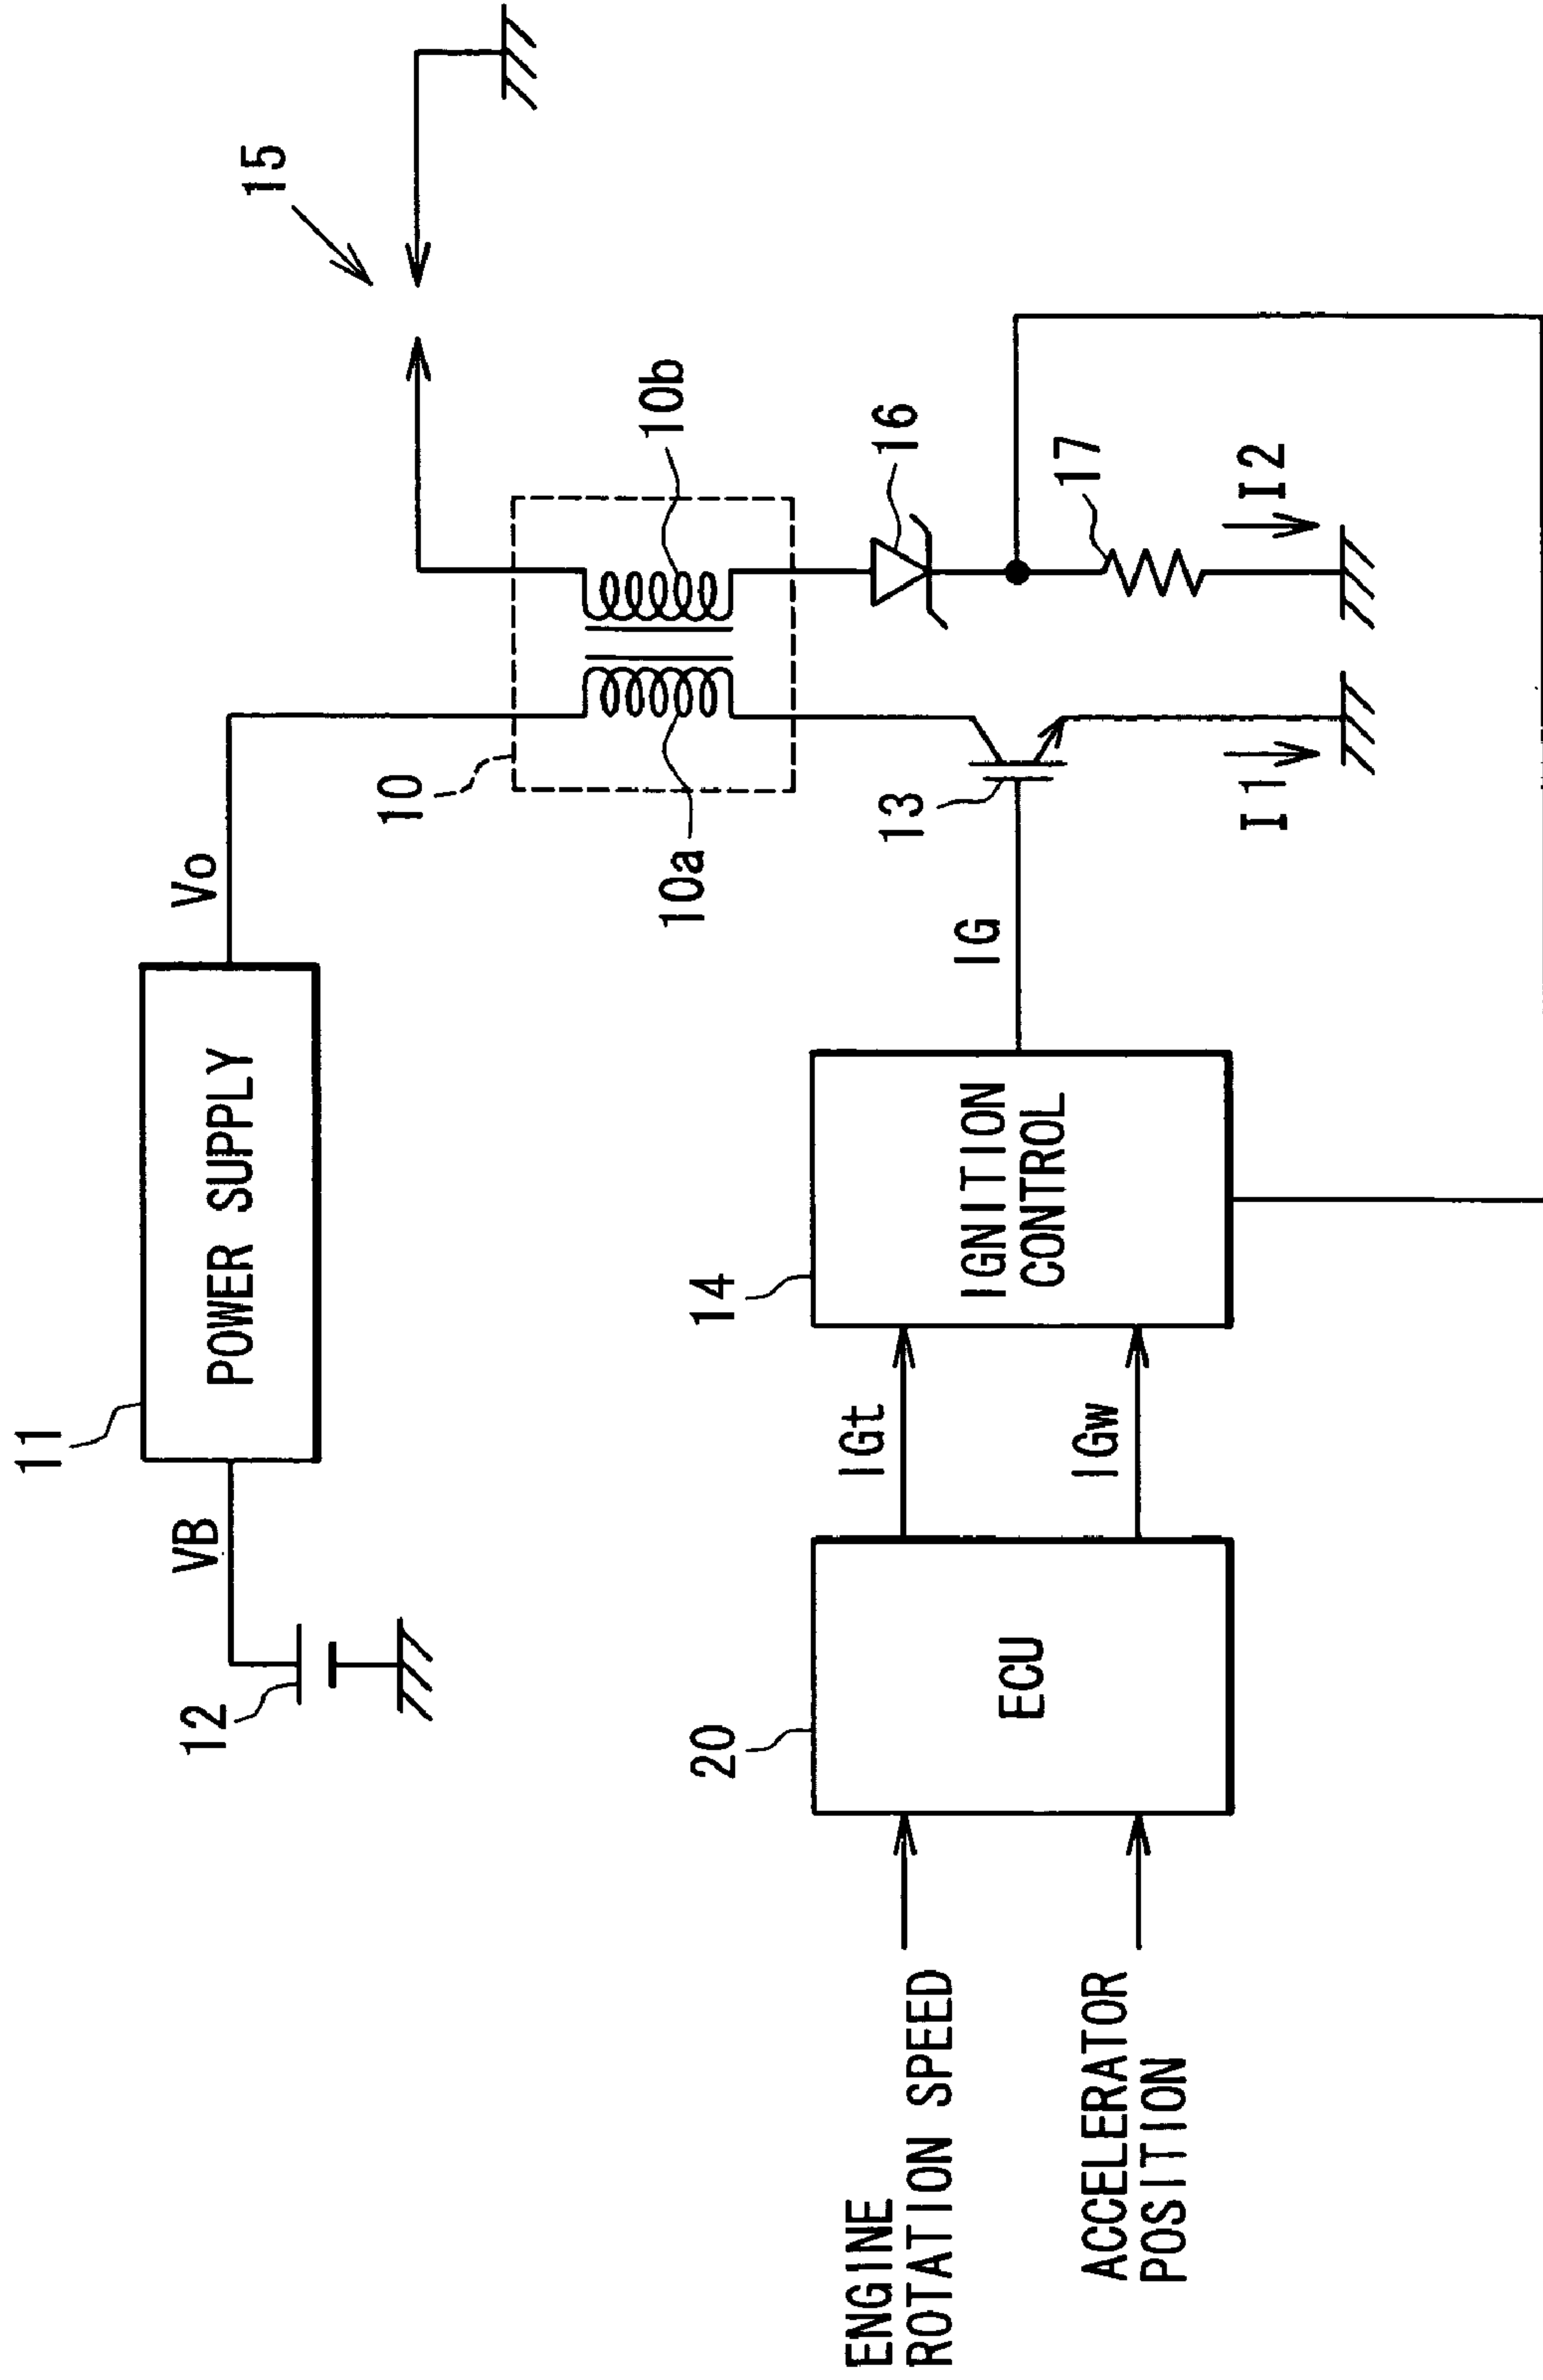 11
VB
POWER SUPPLY
Vo
12
15
10
10a
10b
16
13
17
20
14
ENGINE
ROTATION SPEED
ACCELERATOR
POSITION
ECU
IGt
IGw
IGNITION
CONTROL
IG
I1
I2